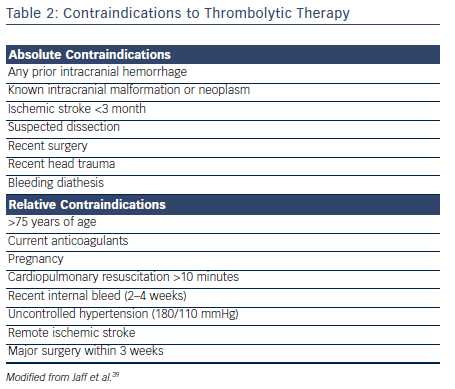 Table 2: Contraindications to Thrombolytic Therapy
Absolute Contraindications
Any prior intracranial hemorrhage
Known intracranial malformation or neoplasm
Ischemic stroke <3 month
Suspected dissection
Recent surgery
Recent head trauma
Bleeding diathesis
Relative Contraindications
>75 years of age
Current anticoagulants
Pregnancy
Cardiopulmonary resuscitation >10 minutes
Recent internal bleed (2–4 weeks)
Uncontrolled hypertension (180/110 mmHg)
Remote ischemic stroke
Major surgery within 3 weeks
Modified from Jaff et al.39